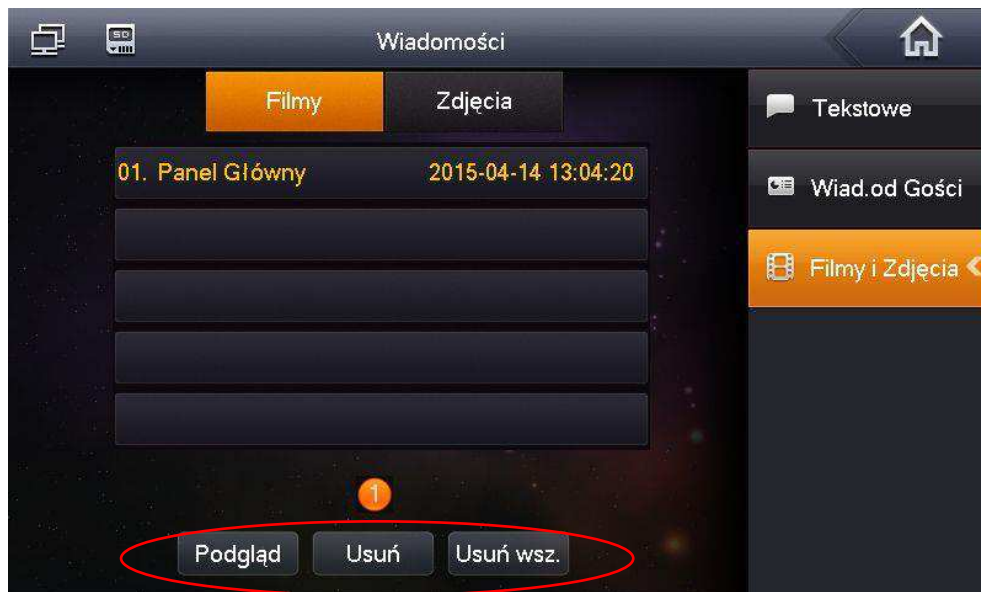 SD
Wiadomości
Filmy Zdjęcia
01. Panel Główny 2015-04-14 13:04:20
1
Podgląd Usuń Usuń wsz.
Tekstowe
Wiad.od Gości
Filmy i Zdjęcia